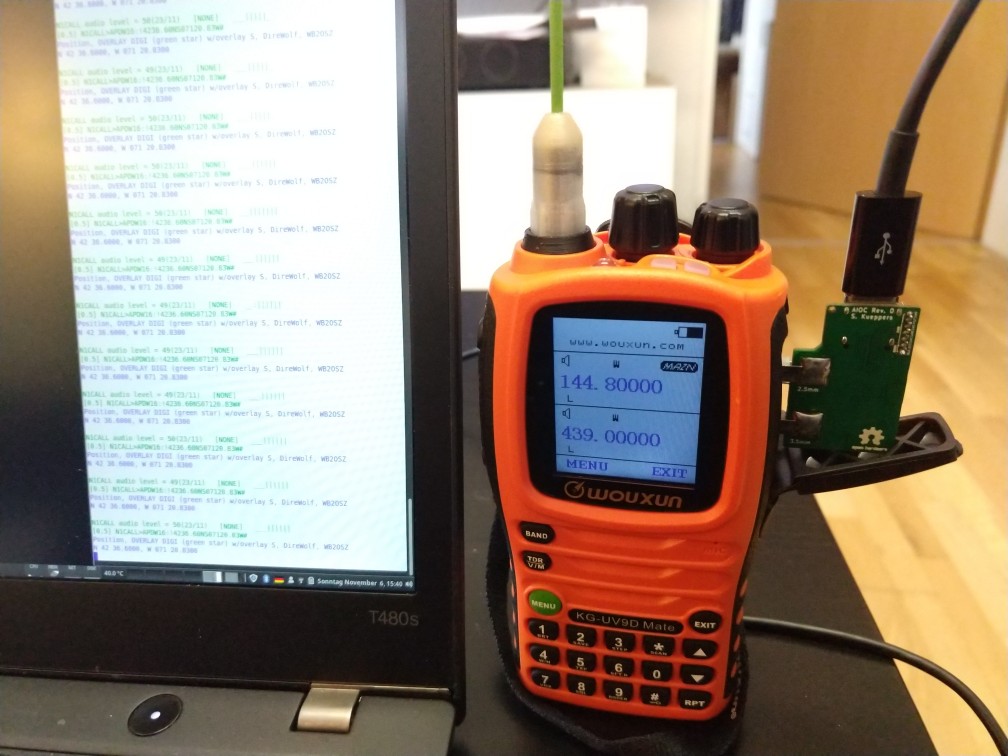 N1CALL audio level = 50(23/11) [NONE] __||||||
[0.5] N1CALL>APDW16:!4236.60NS07120.83W#
Position, OVERLAY DIGI (green star) w/overlay S, DireWolf, WB2OSZ
N 42 36.6000, W 071 20.8300
N1CALL audio level = 49(23/11) [NONE] __||||||
[0.5] N1CALL>APDW16:!4236.60NS07120.83W#
Position, OVERLAY DIGI (green star) w/overlay S, DireWolf, WB2OSZ
N 42 36.6000, W 071 20.8300
N1CALL audio level = 50(23/11) [NONE] __||||||
[0.5] N1CALL>APDW16:!4236.60NS07120.83W#
Position, OVERLAY DIGI (green star) w/overlay S, DireWolf, WB2OSZ
N 42 36.6000, W 071 20.8300
N1CALL audio level = 50(23/11) [NONE] __||||||
[0.5] N1CALL>APDW16:!4236.60NS07120.83W#
Position, OVERLAY DIGI (green star) w/overlay S, DireWolf, WB2OSZ
N 42 36.6000, W 071 20.8300
N1CALL audio level = 50(23/11) [NONE] __||||||
[0.5] N1CALL>APDW16:!4236.60NS07120.83W#
Position, OVERLAY DIGI (green star) w/overlay S, DireWolf, WB2OSZ
N 42 36.6000, W 071 20.8300
N1CALL audio level = 49(23/11) [NONE] __||||||
[0.5] N1CALL>APDW16:!4236.60NS07120.83W#
Position, OVERLAY DIGI (green star) w/overlay S, DireWolf, WB2OSZ
N 42 36.6000, W 071 20.8300
N1CALL audio level = 49(23/11) [NONE] __||||||
[0.5] N1CALL>APDW16:!4236.60NS07120.83W#
Position, OVERLAY DIGI (green star) w/overlay S, DireWolf, WB2OSZ
N 42 36.6000, W 071 20.8300
N1CALL audio level = 49(23/11) [NONE] __||||||
[0.5] N1CALL>APDW16:!4236.60NS07120.83W#
Position, OVERLAY DIGI (green star) w/overlay S, DireWolf, WB2OSZ
N 42 36.6000, W 071 20.8300
N1CALL audio level = 49(23/11) [NONE] __||||||
[0.5] N1CALL>APDW16:!4236.60NS07120.83W#
Position, OVERLAY DIGI (green star) w/overlay S, DireWolf, WB2OSZ
N 42 36.6000, W 071 20.8300
N1CALL audio level = 50(23/11) [NONE] __||||||
[0.5] N1CALL>APDW16:!4236.60NS07120.83W#
Position, OVERLAY DIGI (green star) w/overlay S, DireWolf, WB2OSZ
N 42 36.6000, W 071 20.8300
N1CALL audio level = 49(23/11) [NONE] __||||||
[0.5] N1CALL>APDW16:!4236.60NS07120.83W#
Position, OVERLAY DIGI (green star) w/overlay S, DireWolf, WB2OSZ
N 42 36.6000, W 071 20.8300
N1CALL audio level = 50(23/11) [NONE] __||||||
[0.5] N1CALL>APDW16:!4236.60NS07120.83W#
Position, OVERLAY DIGI (green star) w/overlay S, DireWolf, WB2OSZ
N 42 36.6000, W 071 20.8300
40.0°C Sonntag November 6, 15:40
T480s
www.wouxun.com
W MAIN
144.80000
L
W
439.00000
L
MENU EXIT
WOUXUN
BAND
TDR
V/M
MENU KG-UV9D Mate EXIT
1 2 3 *
4 5 6 0
7 8 9 # RPT
AIOC Rev. 0
S. Kueppers
2.5mm
3.5mm
open hardware